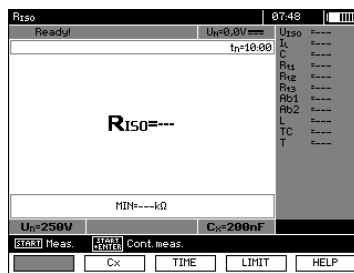 RISO 07:48
Ready! UN=0,0V
tn=10:00
RISO=---
MIN=---kΩ
Un=250V CX=200nF
UISO =---
IL =---
C =---
Rt1 =---
Rt2 =---
Rt3 =---
Ab1 =---
Ab2 =---
L =---
TC =---
T =---
START Meas. START +ENTER Cont. meas.
Cx TIME LIMIT HELP